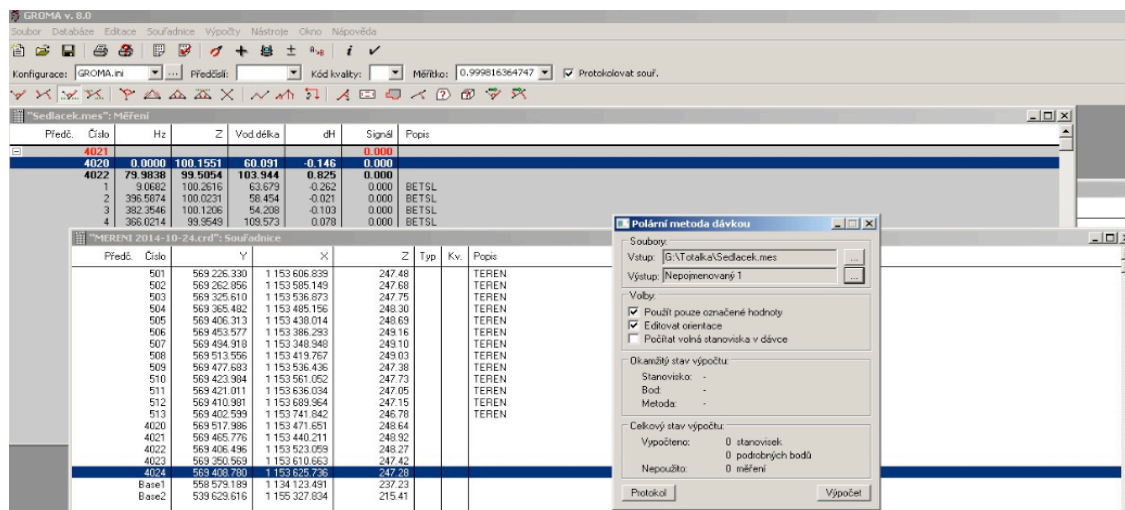 GROMA v. 8.0
Soubor Databáze Editace Souřadnice Výpočty Nástroje Okno Nápověda
Konfigurace: GROMA.ini ... Předčíslí: Kód kvality: Měřítko: 0.999816364747 Protokolovat souř.
"Sedlacek.mes": Měření
Předč. Číslo Hz Z Vod.délka dH Signál Popis
4021 0.000
4020 0.0000 100.1551 60.091 -0.146 0.000
4022 79.9838 99.5054 103.944 0.825 0.000
1 9.0682 100.2616 63.679 -0.262 0.000 BETSL
2 396.5874 100.0231 58.454 -0.021 0.000 BETSL
3 382.3546 100.1206 54.208 -0.103 0.000 BETSL
4 366.0214 99.9549 109.573 0.078 0.000 BETSL
"MERENI 2014-10-24.crd": Souřadnice
Předč. Číslo Y X Z Typ Kv. Popis
501 569 226.330 1 153 606.839 247.48 TEREN
502 569 262.856 1 153 585.149 247.68 TEREN
503 569 325.610 1 153 536.873 247.75 TEREN
504 569 365.482 1 153 485.156 248.30 TEREN
505 569 406.313 1 153 438.014 248.69 TEREN
506 569 453.577 1 153 386.293 249.16 TEREN
507 569 494.918 1 153 348.948 249.10 TEREN
508 569 513.556 1 153 419.767 249.03 TEREN
509 569 477.683 1 153 536.436 247.38 TEREN
510 569 423.984 1 153 561.052 247.73 TEREN
511 569 421.011 1 153 636.034 247.05 TEREN
512 569 410.981 1 153 689.964 247.15 TEREN
513 569 402.599 1 153 741.842 246.78 TEREN
4020 569 517.986 1 153 471.651 248.64
4021 569 465.776 1 153 440.211 248.92
4022 569 406.496 1 153 523.059 248.27
4023 569 350.569 1 153 610.663 247.42
4024 569 408.780 1 153 625.736 247.28
Base1 558 579.189 1 134 123.491 237.23
Base2 539 629.616 1 155 327.834 215.41
Polární metoda dávkou
Soubory:
Vstup: G:\Totalka\Sedlacek.mes ...
Výstup: Nepojmenovaný 1 ...
Volby:
Použít pouze označené hodnoty
Editovat orientace
Počítat volná stanoviska v dávce
Okamžitý stav výpočtu:
Stanovisko: -
Bod: -
Metoda: -
Celkový stav výpočtu:
Vypočteno: 0 stanovisek
0 podrobných bodů
Nepoužito: 0 měření
Protokol Výpočet